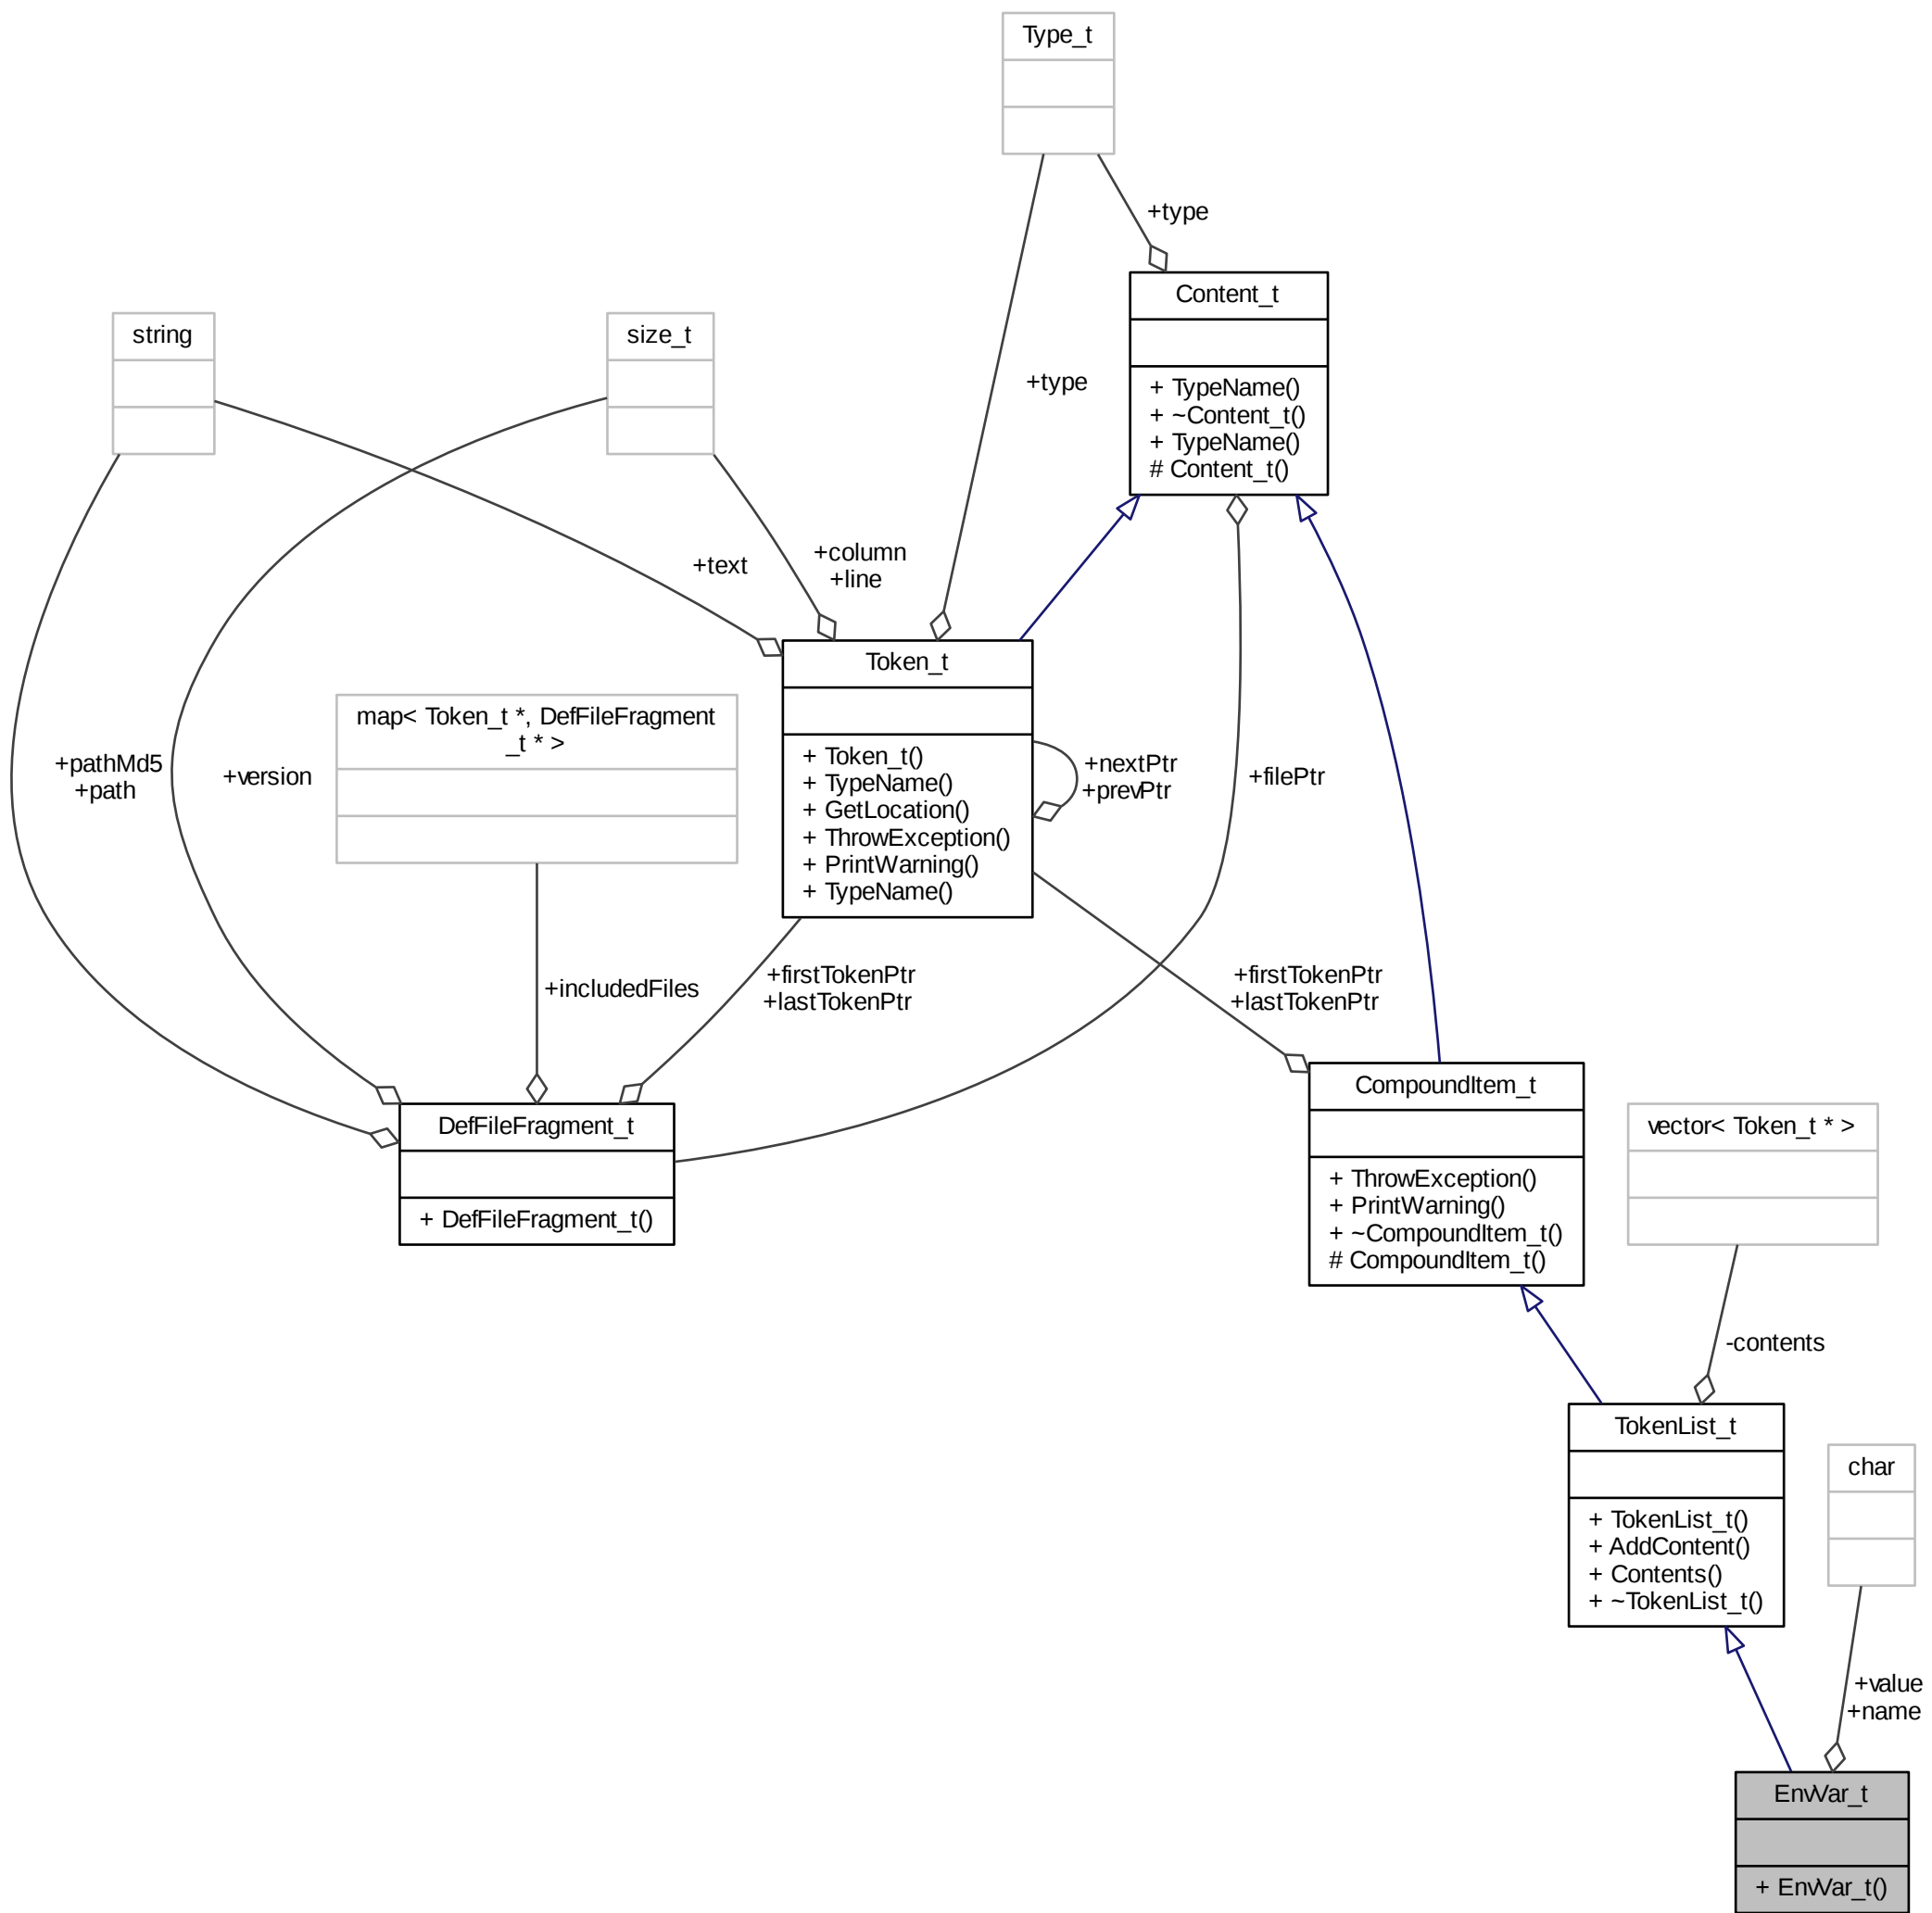 Type_t
+type
Content_t
+ TypeName()
+ ~Content_t()
+ TypeName()
# Content_t()
string
size_t
+type
+text
+column
+line
Token_t
+ Token_t()
+ TypeName()
+ GetLocation()
+ ThrowException()
+ PrintWarning()
+ TypeName()
map< Token_t *, DefFileFragment
_t * >
+pathMd5
+path
+version
+nextPtr
+prevPtr
+filePtr
+includedFiles
+firstTokenPtr
+lastTokenPtr
+firstTokenPtr
+lastTokenPtr
DefFileFragment_t
+ DefFileFragment_t()
CompoundItem_t
+ ThrowException()
+ PrintWarning()
+ ~CompoundItem_t()
# CompoundItem_t()
vector< Token_t * >
-contents
TokenList_t
+ TokenList_t()
+ AddContent()
+ Contents()
+ ~TokenList_t()
char
+value
+name
EnvVar_t
+ EnvVar_t()